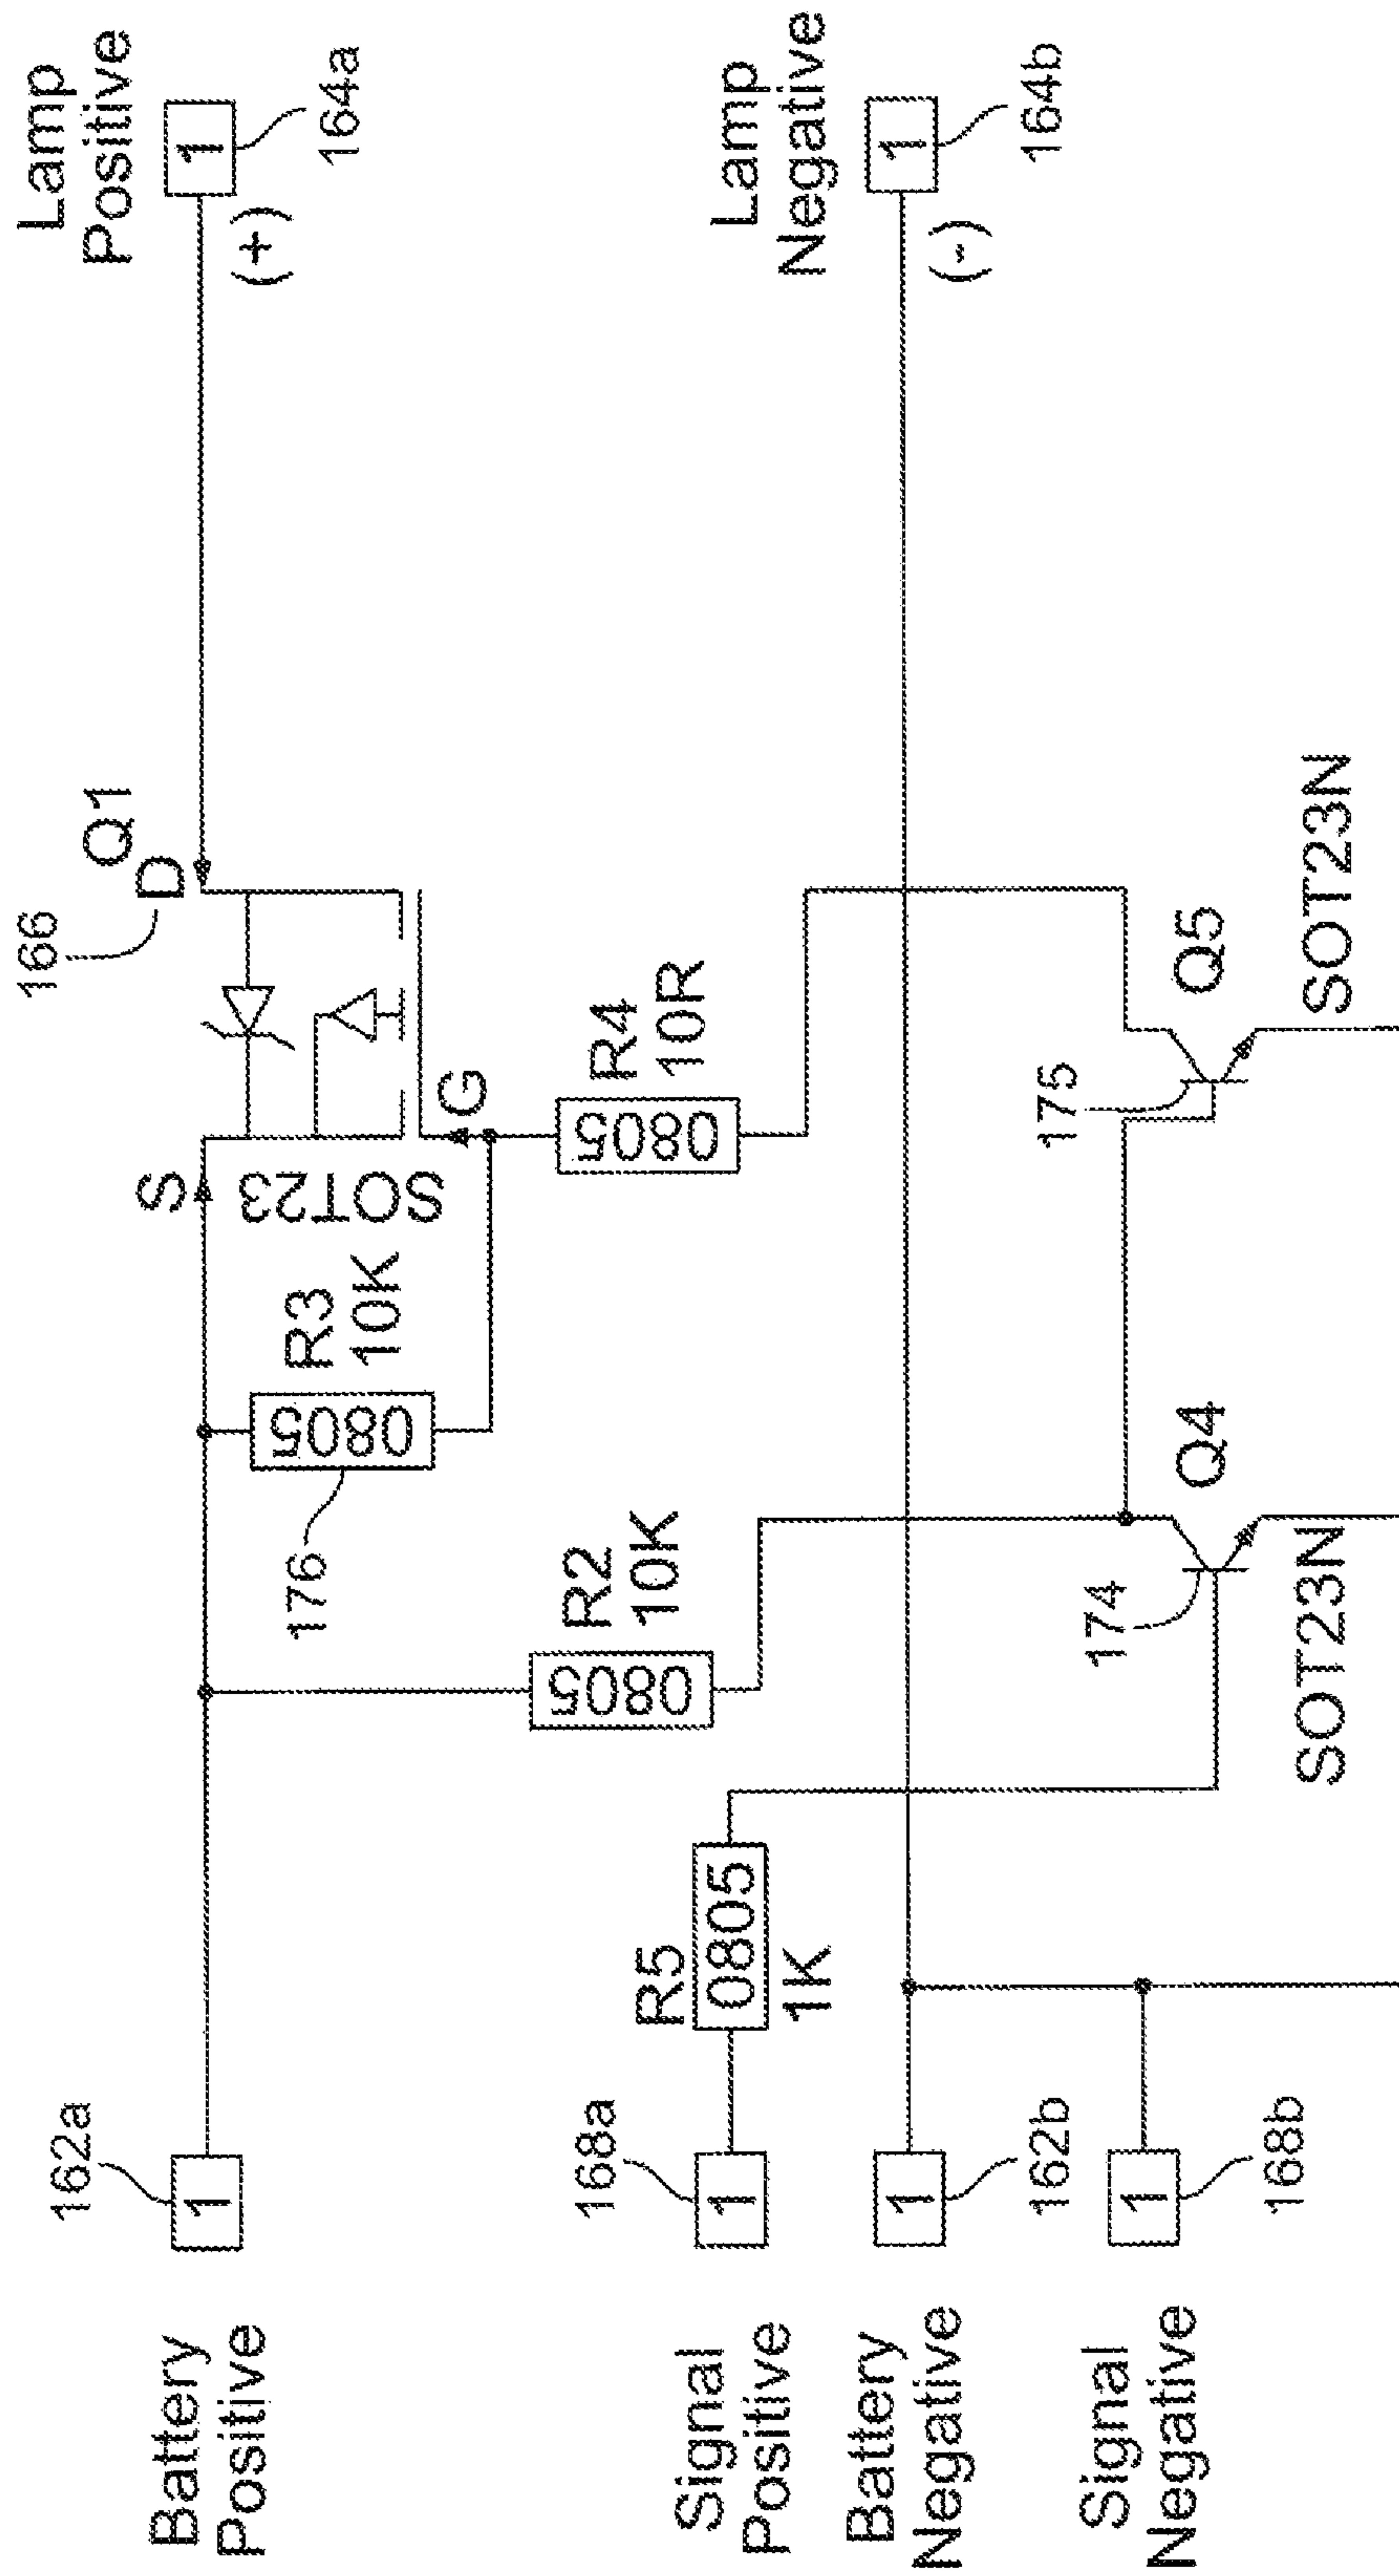 Battery
Positive
162a
1
R3
10K
0805
176
S
SOT23
G
166
Q1
D
Lamp
Positive
1
(+)
164a
R2
10K
0805
R4
10R
0805
Signal
Positive
168a
1
R5
0805
1K
Battery
Negative
1
162b
Lamp
Negative
1
(-)
164b
Signal
Negative
1
168b
174
Q4
SOT23N
175
Q5
SOT23N